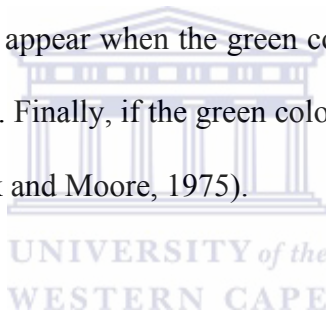 appear when the green co
. Finally, if the green colo
and Moore, 1975).
UNIVERSITY of the
WESTERN CAPE